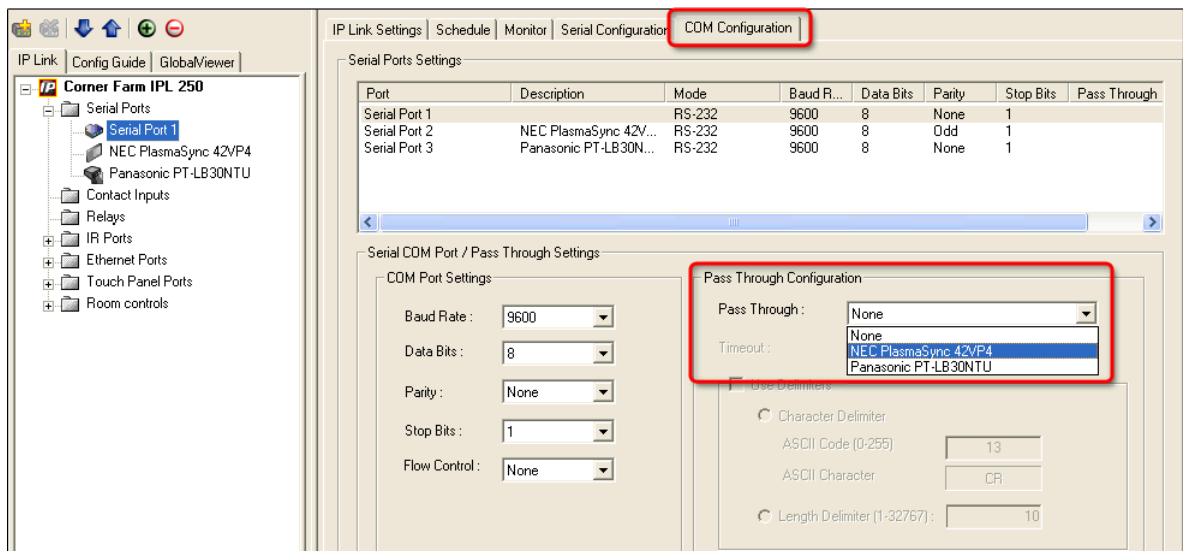 IP Link Settings Schedule Monitor Serial Configuration COM Configuration
IP Link Config Guide GlobalViewer
IP Corner Farm IPL 250
Serial Ports
Serial Port 1
NEC PlasmaSync 42VP4
Panasonic PT-LB30NTU
Contact Inputs
Relays
IR Ports
Ethernet Ports
Touch Panel Ports
Room controls
Serial Ports Settings
Port Description Mode Baud R... Data Bits Parity Stop Bits Pass Through
Serial Port 1 RS-232 9600 8 None 1
Serial Port 2 NEC PlasmaSync 42V... RS-232 9600 8 Odd 1
Serial Port 3 Panasonic PT-LB30N... RS-232 9600 8 None 1
Serial COM Port / Pass Through Settings
COM Port Settings
Baud Rate : 9600
Data Bits : 8
Parity : None
Stop Bits : 1
Flow Control : None
Pass Through Configuration
Pass Through : None
None
NEC PlasmaSync 42VP4
Panasonic PT-LB30NTU
Timeout :
Use Delimiters
Character Delimiter
ASCII Code (0-255) 13
ASCII Character CR
Length Delimiter (1-32767) : 10